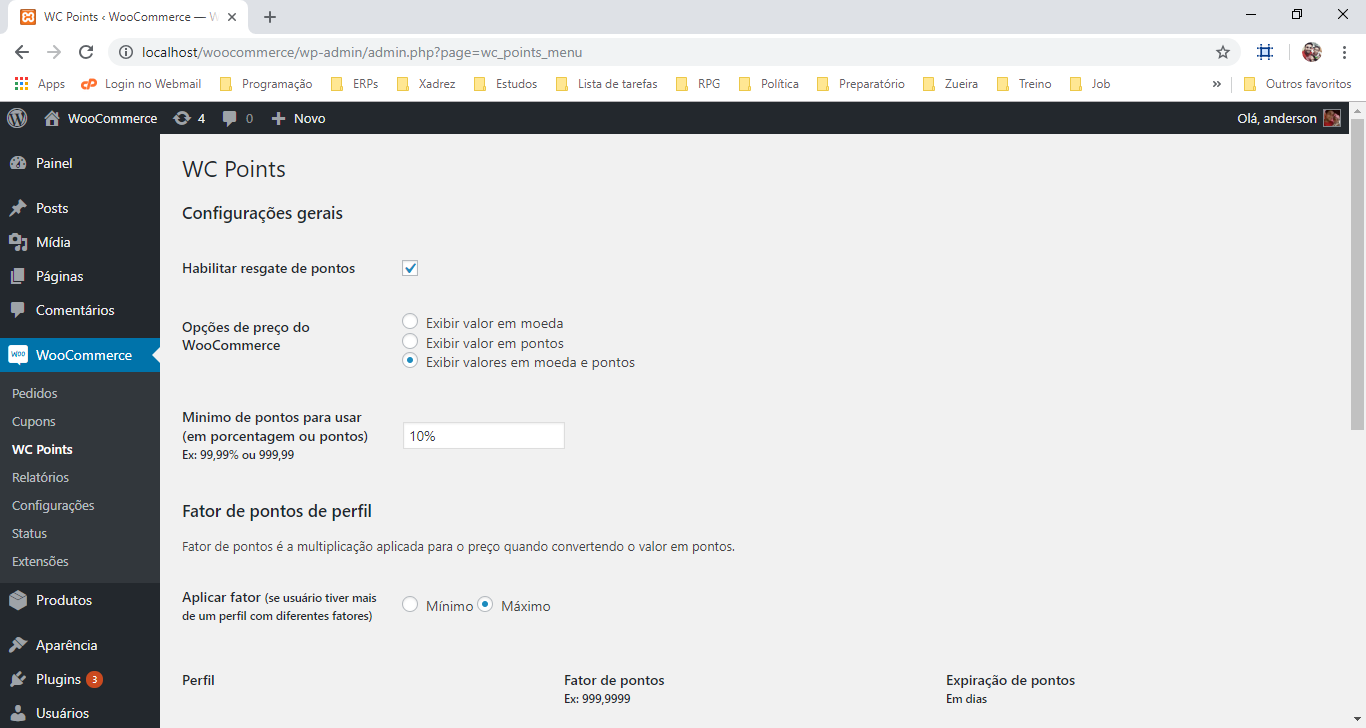 WC Points ‹ WooCommerce — W
localhost/woocommerce/wp-admin/admin.php?page=wc_points_menu
Apps
Login no Webmail
Programação
ERPs
Xadrez
Estudos
Lista de tarefas
RPG
Política
Preparatório
Zueira
Treino
Job
»
Outros favoritos
WooCommerce
4
0
Novo
Olá, anderson
Painel
Posts
Mídia
Páginas
Comentários
WooCommerce
Pedidos
Cupons
WC Points
Relatórios
Configurações
Status
Extensões
Produtos
Aparência
Plugins 3
Usuários
WC Points
Configurações gerais
Habilitar resgate de pontos
Opções de preço do
WooCommerce
Exibir valor em moeda
Exibir valor em pontos
Exibir valores em moeda e pontos
Minimo de pontos para usar
(em porcentagem ou pontos)
Ex: 99,99% ou 999,99
10%
Fator de pontos de perfil
Fator de pontos é a multiplicação aplicada para o preço quando convertendo o valor em pontos.
Aplicar fator (se usuário tiver mais
de um perfil com diferentes fatores)
Mínimo
Máximo
Perfil
Fator de pontos
Ex: 999,9999
Expiração de pontos
Em dias